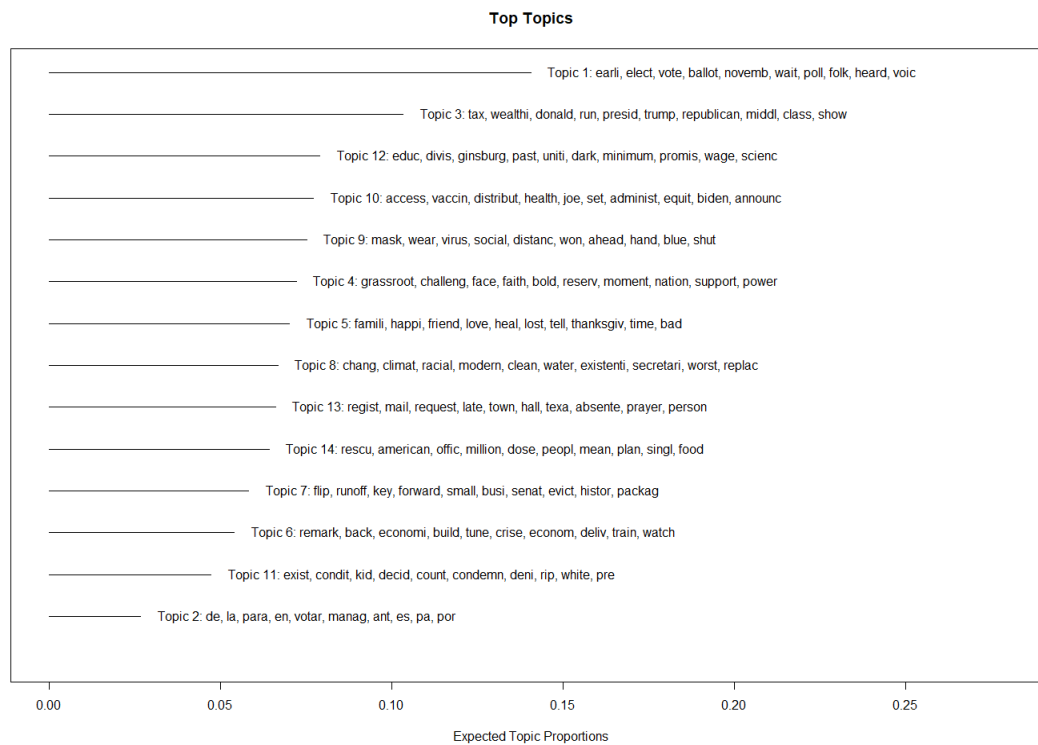 Top Topics
Topic 1: earli, elect, vote, ballot, novemb, wait, poll, folk, heard, voic
Topic 3: tax, wealthi, donald, run, presid, trump, republican, middl, class, show
Topic 12: educ, divis, ginsburg, past, uniti, dark, minimum, promis, wage, scienc
Topic 10: access, vaccin, distribut, health, joe, set, administ, equit, biden, announc
Topic 9: mask, wear, virus, social, distanc, won, ahead, hand, blue, shut
Topic 4: grassroot, challeng, face, faith, bold, reserv, moment, nation, support, power
Topic 5: famili, happi, friend, love, heal, lost, tell, thanksgiv, time, bad
Topic 8: chang, climat, racial, modern, clean, water, existenti, secretari, worst, replac
Topic 13: regist, mail, request, late, town, hall, texa, absente, prayer, person
Topic 14: rescu, american, offic, million, dose, peopl, mean, plan, singl, food
Topic 7: flip, runoff, key, forward, small, busi, senat, evict, histor, packag
Topic 6: remark, back, economi, build, tune, crise, econom, deliv, train, watch
Topic 11: exist, condit, kid, decid, count, condemn, deni, rip, white, pre
Topic 2: de, la, para, en, votar, manag, ant, es, pa, por
0.00 0.05 0.10 0.15 0.20 0.25
Expected Topic Proportions